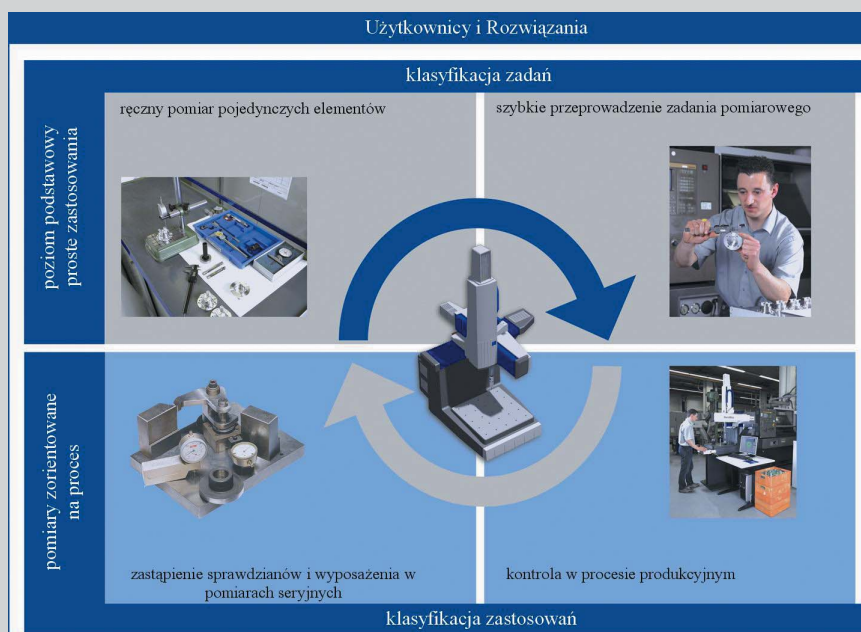 Użytkownicy i Rozwiązania
klasyfikacja zadań
ręczny pomiar pojedynczych elementów
szybkie przeprowadzenie zadania pomiarowego
poziom podstawowy
proste zastosowania
pomiary zorientowane
na proces
zastąpienie sprawdzianów i wyposażenia w
pomiarach seryjnych
kontrola w procesie produkcyjnym
klasyfikacja zastosowań